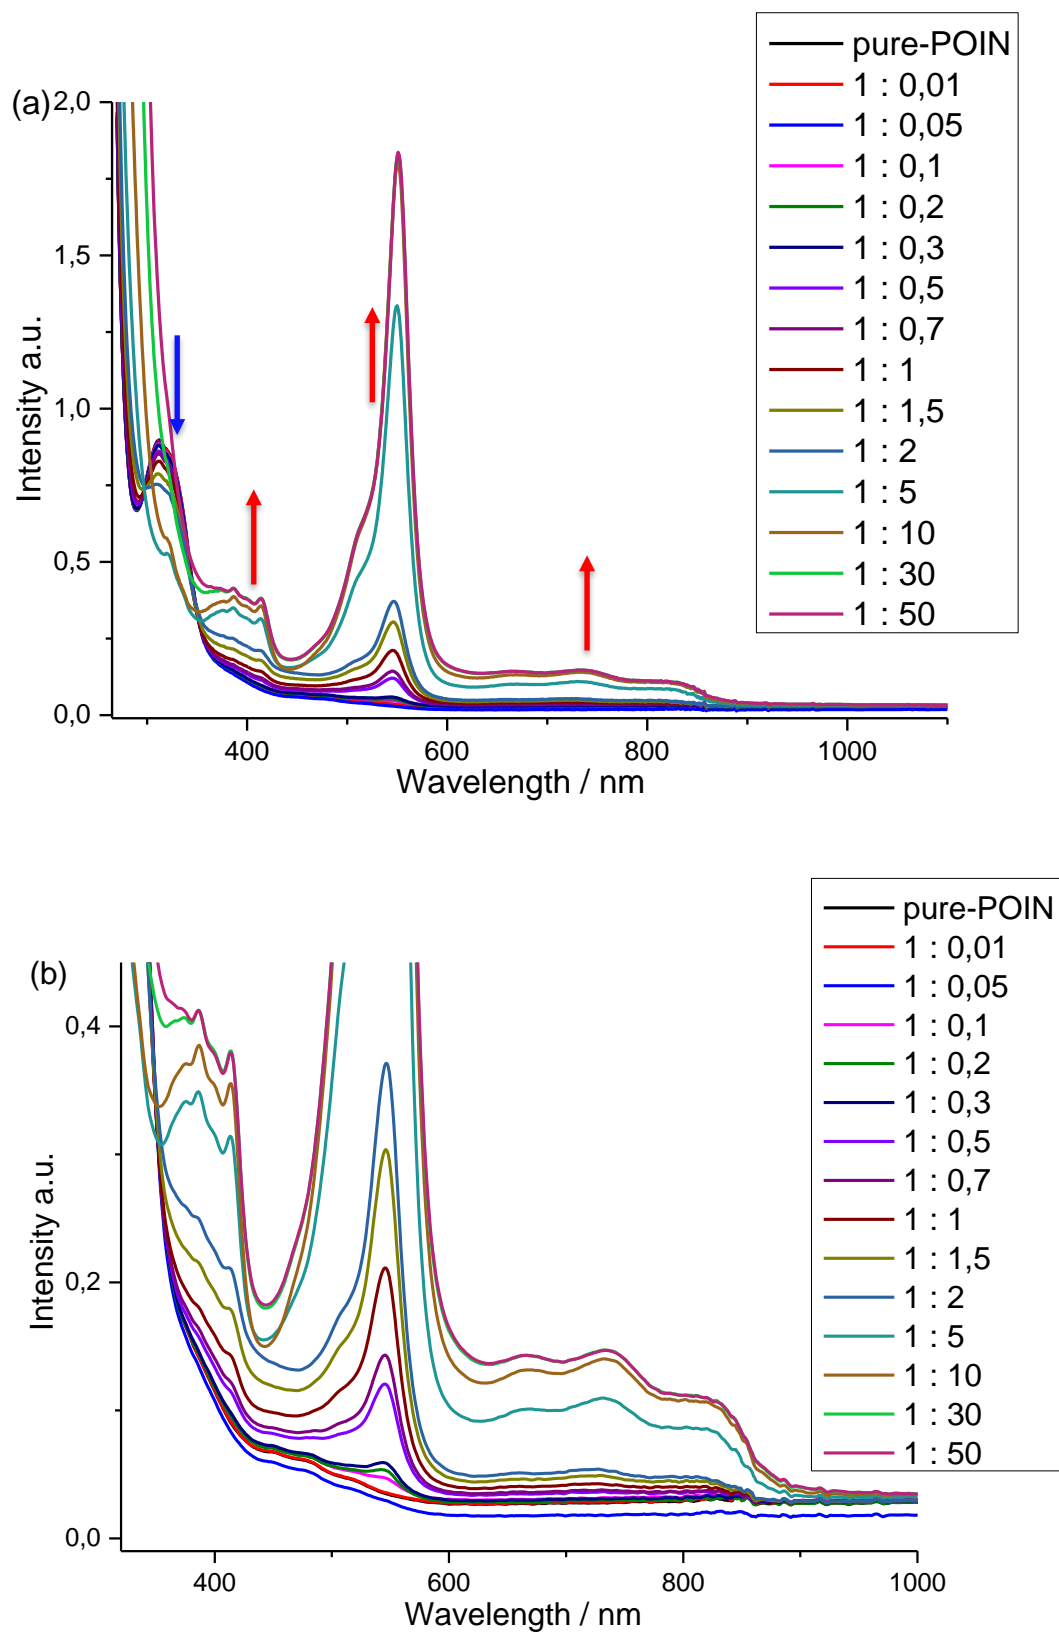 (a)
2,0
1,5
1,0
0,5
0,0
Intensity a.u.
400
600
800
1000
Wavelength / nm
pure-POIN
1 : 0,01
1 : 0,05
1 : 0,1
1 : 0,2
1 : 0,3
1 : 0,5
1 : 0,7
1 : 1
1 : 1,5
1 : 2
1 : 5
1 : 10
1 : 30
1 : 50
(b)
0,4
0,2
0,0
Intensity a.u.
400
600
800
1000
Wavelength / nm
pure-POIN
1 : 0,01
1 : 0,05
1 : 0,1
1 : 0,2
1 : 0,3
1 : 0,5
1 : 0,7
1 : 1
1 : 1,5
1 : 2
1 : 5
1 : 10
1 : 30
1 : 50